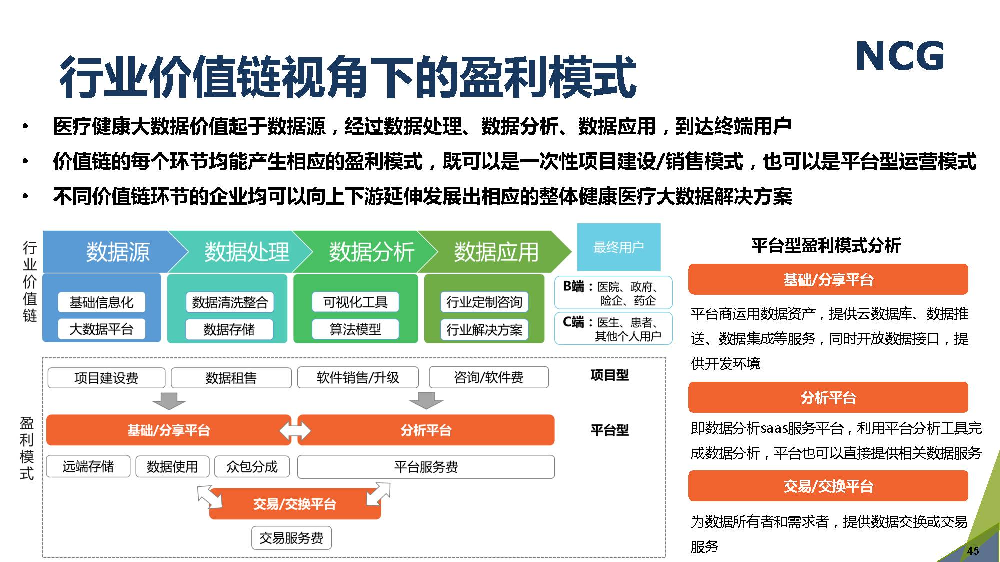 NCG
行业价值链视角下的盈利模式
• 医疗健康大数据价值起于数据源，经过数据处理、数据分析、数据应用，到达终端用户
• 价值链的每个环节均能产生相应的盈利模式，既可以是一次性项目建设/销售模式，也可以是平台型运营模式
• 不同价值链环节的企业均可以向上下游延伸发展出相应的整体健康医疗大数据解决方案
行业价值链
数据源
数据处理
数据分析
数据应用
最终用户
基础信息化
大数据平台
数据清洗整合
数据存储
可视化工具
算法模型
行业定制咨询
行业解决方案
B端：医院、政府、
险企、药企
C端：医生、患者、
其他个人用户
盈利模式
项目建设费
数据租售
软件销售/升级
咨询/软件费
项目型
基础/分享平台
分析平台
平台型
远端存储
数据使用
众包分成
平台服务费
交易/交换平台
交易服务费
平台型盈利模式分析
基础/分享平台
平台商运用数据资产，提供云数据库、数据推
送、数据集成等服务，同时开放数据接口，提
供开发环境
分析平台
即数据分析saas服务平台，利用平台分析工具完
成数据分析，平台也可以直接提供相关数据服务
交易/交换平台
为数据所有者和需求者，提供数据交换或交易
服务
45